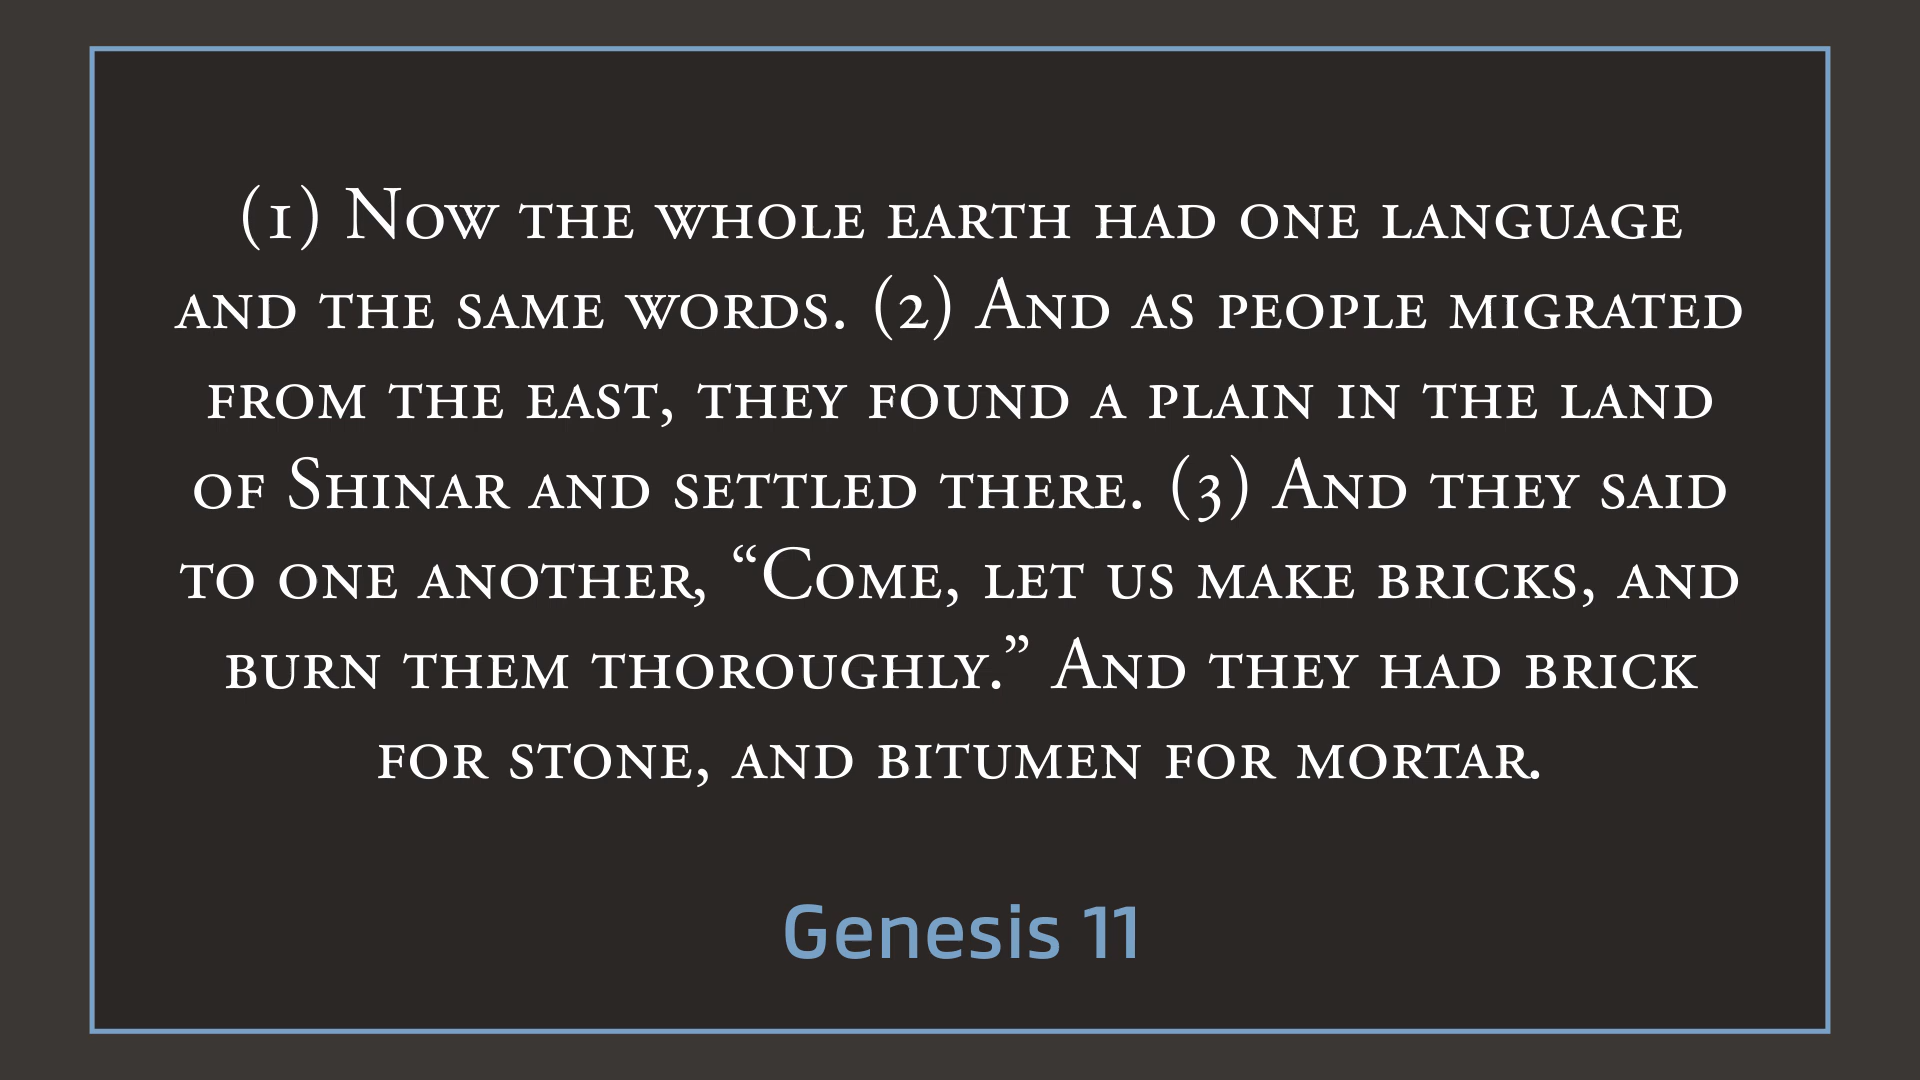 (1) Now the whole earth had one language
and the same words. (2) And as people migrated
from the east, they found a plain in the land
of Shinar and settled there. (3) And they said
to one another, “Come, let us make bricks, and
burn them thoroughly.” And they had brick
for stone, and bitumen for mortar.
Genesis 11